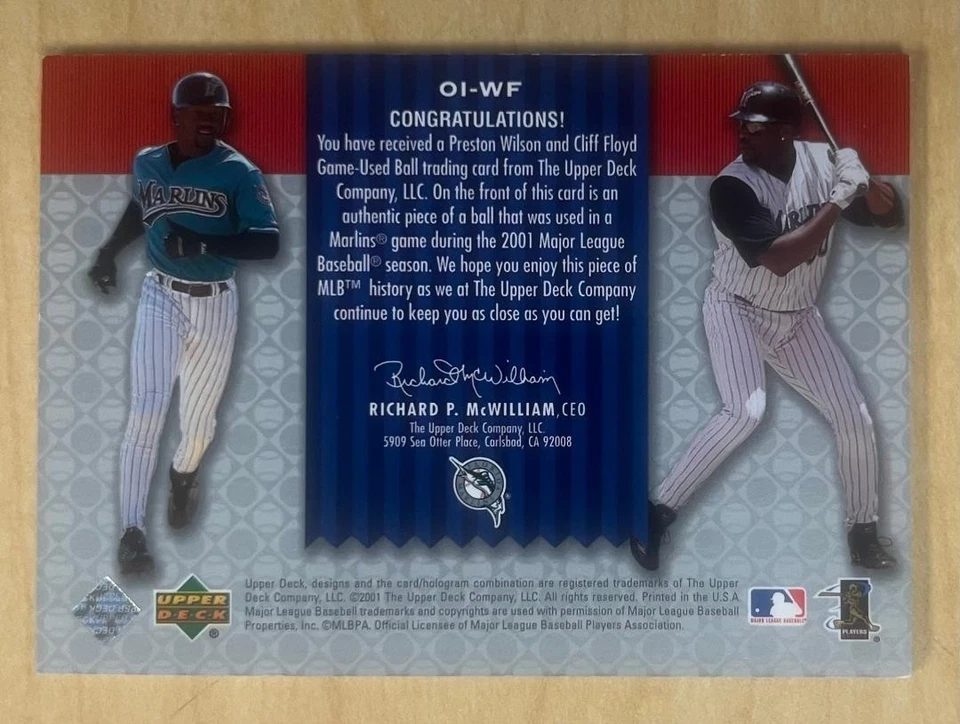 OI-WF
CONGRATULATIONS!
You have received a Preston Wilson and Cliff Floyd
Game-Used Ball trading card from The Upper Deck
Company, LLC. On the front of this card is an
authentic piece of a ball that was used in a
Marlins® game during the 2001 Major League
Baseball® season. We hope you enjoy this piece of
MLB™ history as we at The Upper Deck Company
continue to keep you as close as you can get!
MARLINS
Richard McWilliam
RICHARD P. McWILLIAM, CEO
The Upper Deck Company, LLC.
5909 Sea Otter Place, Carlsbad, CA 92008
UPPER
DECK®
Upper Deck, designs and the card/hologram combination are registered trademarks of The Upper
Deck Company, LLC. ©2001 The Upper Deck Company, LLC. All rights reserved. Printed in the U.S.A.
Major League Baseball trademarks and copyrights are used with permission of Major League Baseball
Properties, Inc. ©MLBPA. Official Licensee of Major League Baseball Players Association.
MAJOR LEAGUE BASEBALL
PLAYERS